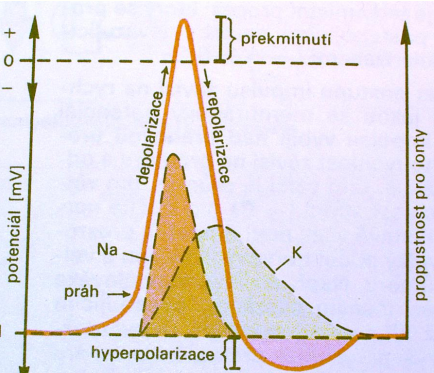 +
0
−
překmitnutí
depolarizace
repolarizace
potenciál [mV]
propustnost pro ionty
Na
K
práh
hyperpolarizace